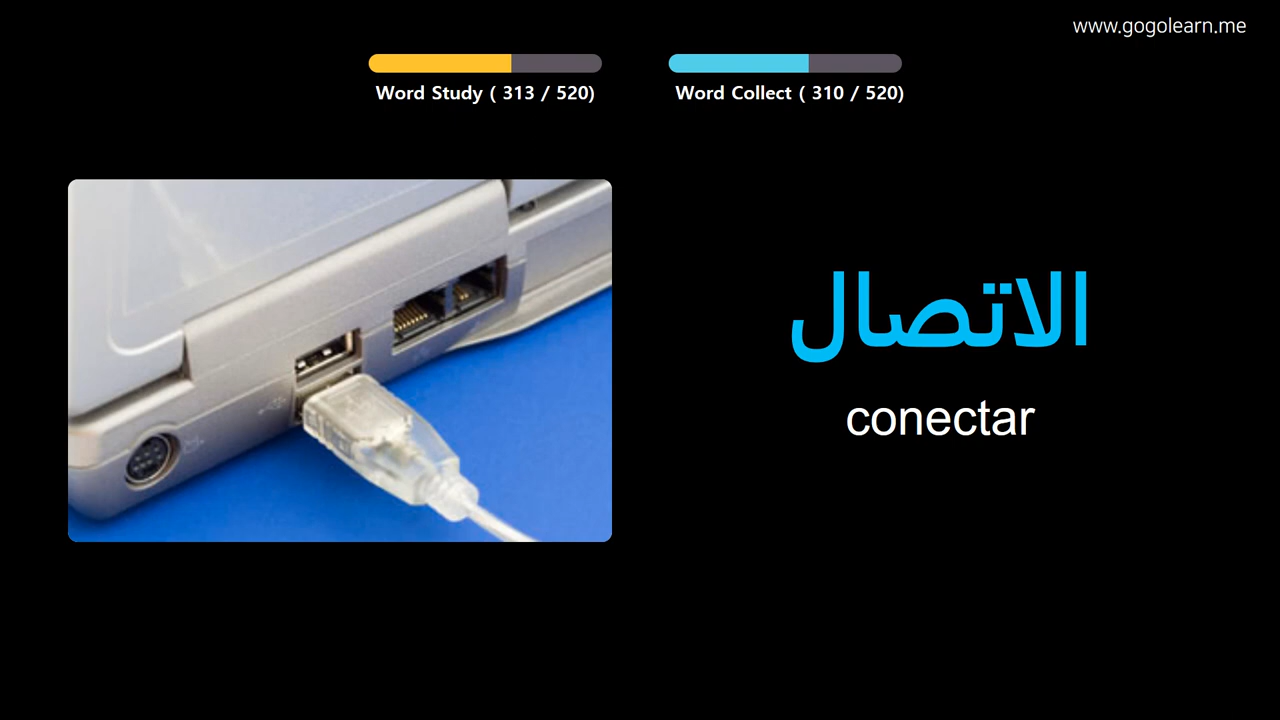 www.gogolearn.me
Word Study ( 313 / 520)
Word Collect ( 310 / 520)
الاتصال
conectar